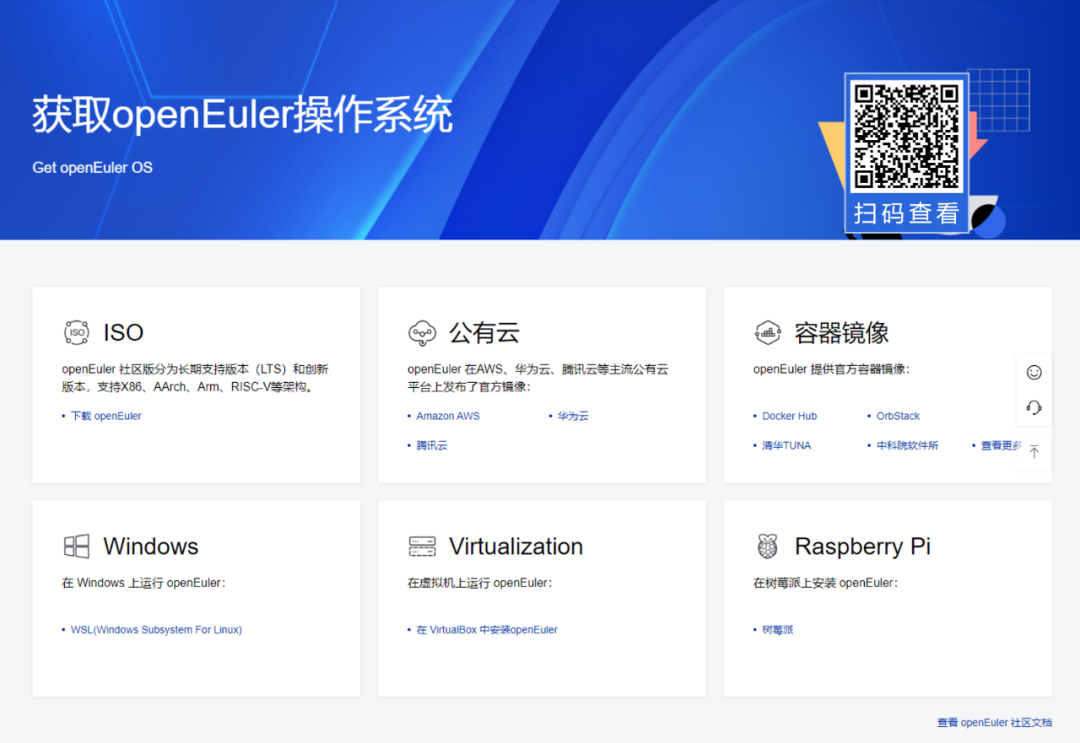 获取openEuler操作系统
Get openEuler OS
扫码查看
ISO
ISO
openEuler 社区版分为长期支持版本（LTS）和创新
版本，支持X86、AArch、Arm、RISC-V等架构。
• 下载 openEuler
公有云
openEuler 在AWS、华为云、腾讯云等主流公有云
平台上发布了官方镜像：
• Amazon AWS
• 华为云
• 腾讯云
容器镜像
openEuler 提供官方容器镜像：
• Docker Hub
• OrbStack
• 清华TUNA
• 中科院软件所
• 查看更多
Windows
在 Windows 上运行 openEuler：
• WSL(Windows Subsystem For Linux)
Virtualization
在虚拟机上运行 openEuler：
• 在 VirtualBox 中安装openEuler
Raspberry Pi
在树莓派上安装 openEuler：
• 树莓派
查看 openEuler 社区文档